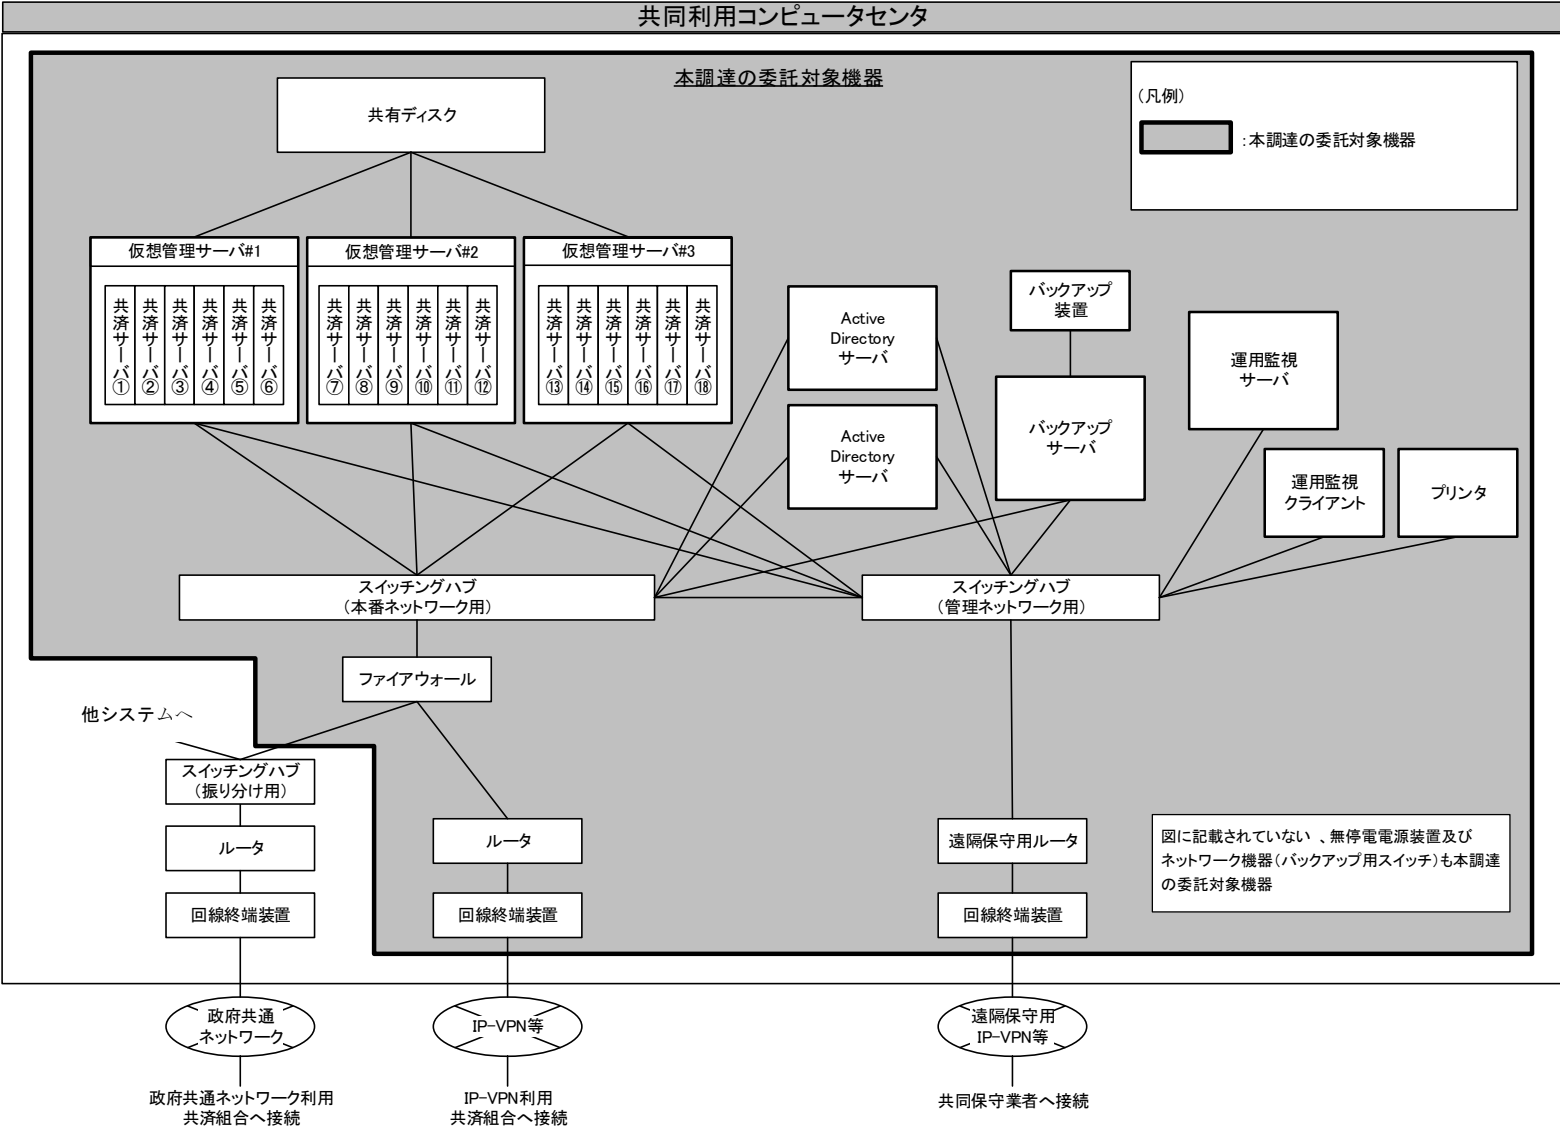 共同利用コンピュータセンタ
本調達の委託対象機器
(凡例)
:本調達の委託対象機器
共有ディスク
仮想管理サーバ#1
共済サーバ①
共済サーバ②
共済サーバ③
共済サーバ④
共済サーバ⑤
共済サーバ⑥
仮想管理サーバ#2
共済サーバ⑦
共済サーバ⑧
共済サーバ⑨
共済サーバ⑩
共済サーバ⑪
共済サーバ⑫
仮想管理サーバ#3
共済サーバ⑬
共済サーバ⑭
共済サーバ⑮
共済サーバ⑯
共済サーバ⑰
共済サーバ⑱
Active
Directory
サーバ
Active
Directory
サーバ
バックアップ
装置
バックアップ
サーバ
運用監視
サーバ
運用監視
クライアント
プリンタ
スイッチングハブ
(本番ネットワーク用)
スイッチングハブ
(管理ネットワーク用)
ファイアウォール
他システムへ
スイッチングハブ
(振り分け用)
ルータ
回線終端装置
ルータ
回線終端装置
遠隔保守用ルータ
回線終端装置
図に記載されていない 、無停電電源装置及び
ネットワーク機器(バックアップ用スイッチ)も本調達
の委託対象機器
政府共通
ネットワーク
IP-VPN等
遠隔保守用
IP-VPN等
政府共通ネットワーク利用
共済組合へ接続
IP-VPN利用
共済組合へ接続
共同保守業者へ接続